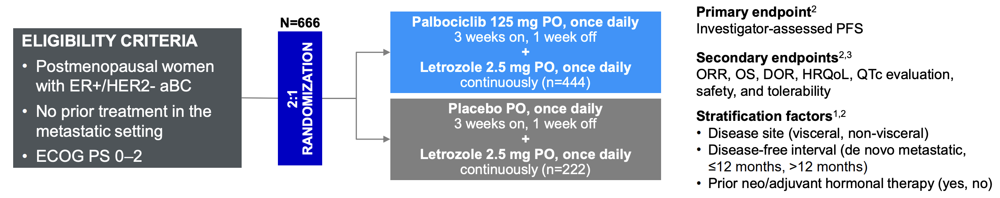 ELIGIBILITY CRITERIA
• Postmenopausal women
with ER+/HER2- aBC
• No prior treatment in the
metastatic setting
• ECOG PS 0–2
N=666
2:1
RANDOMIZATION
Palbociclib 125 mg PO, once daily
3 weeks on, 1 week off
+
Letrozole 2.5 mg PO, once daily
continuously (n=444)
Placebo PO, once daily
3 weeks on, 1 week off
+
Letrozole 2.5 mg PO, once daily
continuously (n=222)
Primary endpoint2
Investigator-assessed PFS
Secondary endpoints2,3
ORR, OS, DOR, HRQoL, QTc evaluation,
safety, and tolerability
Stratification factors1,2
• Disease site (visceral, non-visceral)
• Disease-free interval (de novo metastatic,
≤12 months, >12 months)
• Prior neo/adjuvant hormonal therapy (yes, no)